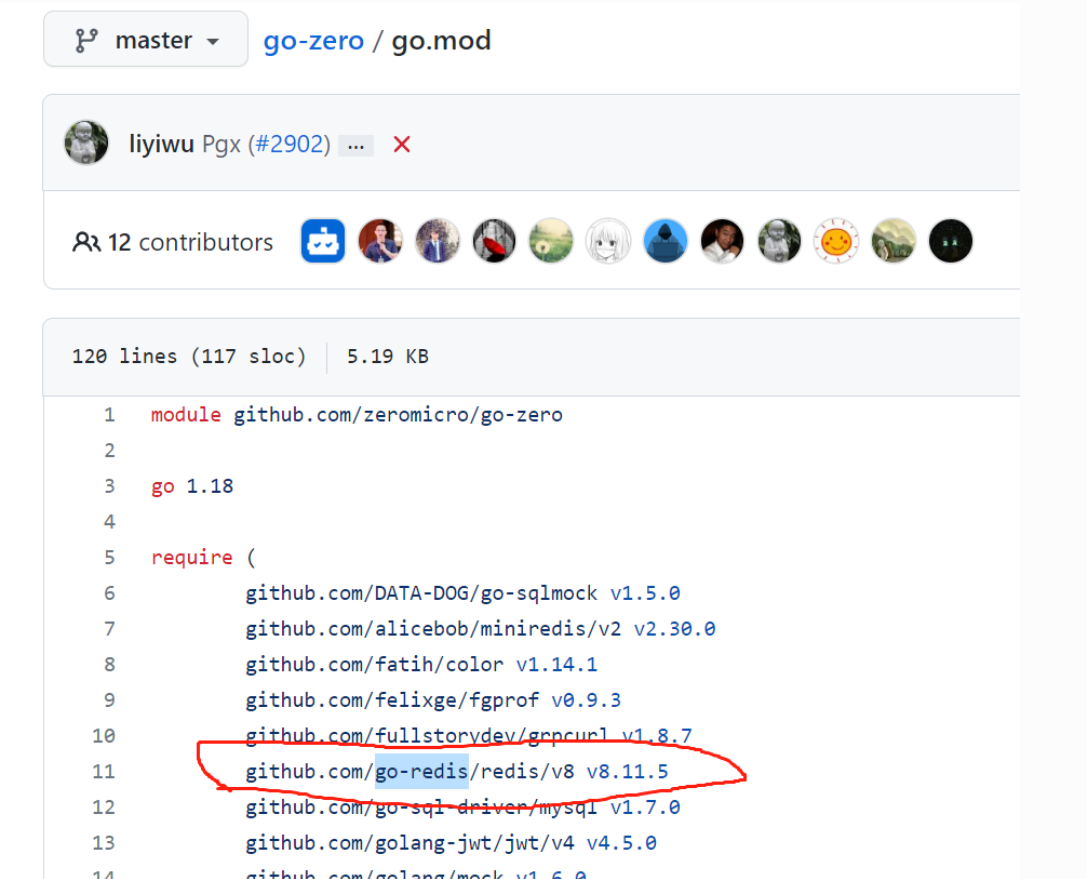 master
go-zero / go.mod
liyiwu Pgx (#2902) ...
12 contributors
120 lines (117 sloc) 5.19 KB
1 module github.com/zeromicro/go-zero
2
3 go 1.18
4
5 require (
6 github.com/DATA-DOG/go-sqlmock v1.5.0
7 github.com/alicebob/miniredis/v2 v2.30.0
8 github.com/fatih/color v1.14.1
9 github.com/felixge/fgprof v0.9.3
10 github.com/fullstorydev/grpcurl v1.8.7
11 github.com/go-redis/redis/v8 v8.11.5
12 github.com/go-sql-driver/mysql v1.7.0
13 github.com/golang-jwt/jwt/v4 v4.5.0
14 github.com/golang/mock v1.6.0